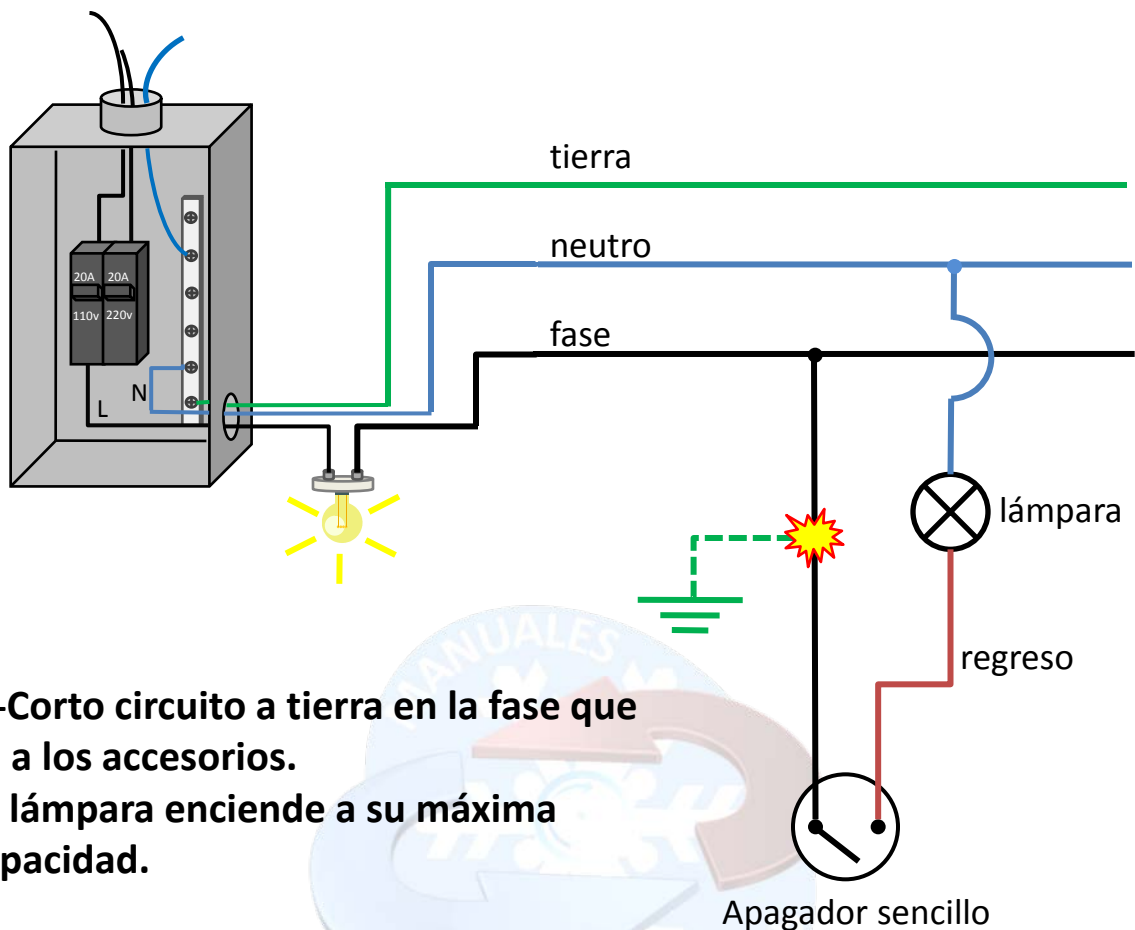 tierra
neutro
fase
20A 20A
110v 220v
N
L
lámpara
regreso
MANUALES
-Corto circuito a tierra en la fase que
a los accesorios.
lámpara enciende a su máxima
pacidad.
Apagador sencillo